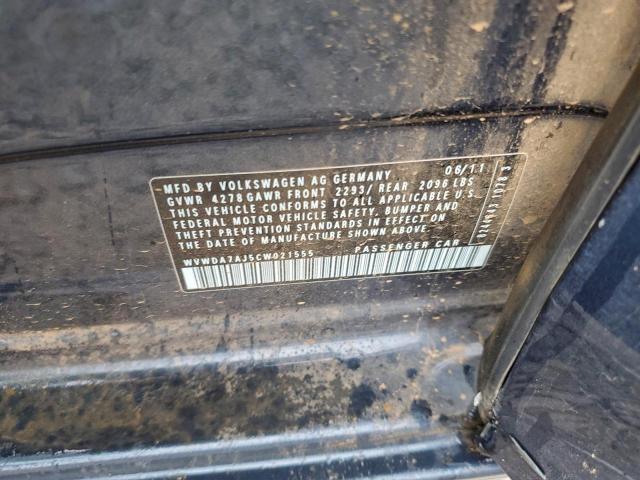 MFD. BY VOLKSWAGEN AG GERMANY 06/11
GVWR 4278 GAWR FRONT 2293/ REAR 2096 LBS
THIS VEHICLE CONFORMS TO ALL APPLICABLE U.S.
FEDERAL MOTOR VEHICLE SAFETY, BUMPER AND
THEFT PREVENTION STANDARDS IN EFFECT ON
THE DATE OF MANUFACTURE SHOWN ABOVE
WVWDA7AJ5CW021555 PASSENGER CAR